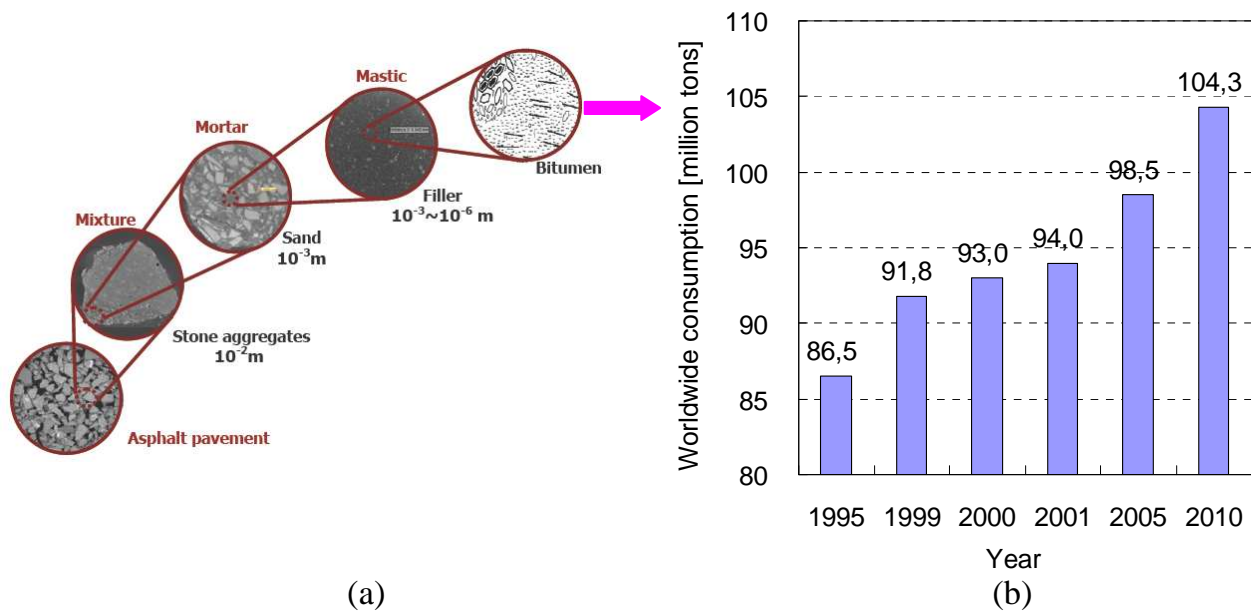 Mastic
Mortar
Bitumen
Filler
10⁻³~10⁻⁶ m
Mixture
Sand
10⁻³m
Stone aggregates
10⁻²m
Asphalt pavement
(a)
Worldwide consumption [million tons]
110
105
100
95
90
85
80
86,5
91,8
93,0
94,0
98,5
104,3
1995 1999 2000 2001 2005 2010
Year
(b)